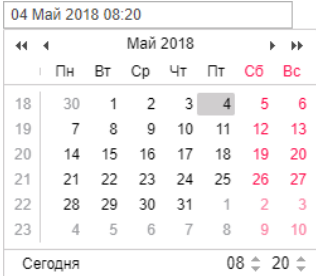 04 Май 2018 08:20
Май 2018
Пн Вт Ср Чт Пт Сб Вс
18 30 1 2 3 4 5 6
19 7 8 9 10 11 12 13
20 14 15 16 17 18 19 20
21 21 22 23 24 25 26 27
22 28 29 30 31 1 2 3
23 4 5 6 7 8 9 10
Сегодня 08 20